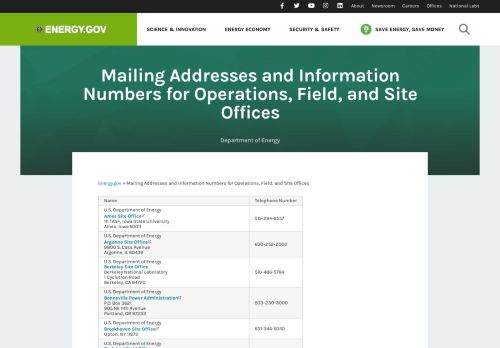 About Newsroom Careers Offices National Labs
ENERGY.GOV
SCIENCE & INNOVATION ENERGY ECONOMY SECURITY & SAFETY SAVE ENERGY, SAVE MONEY
Mailing Addresses and Information
Numbers for Operations, Field, and Site
Offices
Department of Energy
Energy.gov » Mailing Addresses and Information Numbers for Operations, Field, and Site Offices
Name Telephone Number
U.S. Department of Energy
Ames Site Office
111 TASF, Iowa State University
Ames, Iowa 50011
515-294-9557
U.S. Department of Energy
Argonne Site Office
9800 S. Cass Avenue
Argonne, IL 60439
630-252-2000
U.S. Department of Energy
Berkeley Site Office
Berkeley National Laboratory
1 Cyclotron Road
Berkeley, CA 94720
510-486-5784
U.S. Department of Energy
Bonneville Power Administration
P.O. Box 3621
905 NE 11th Avenue
Portland, OR 97232
503-230-3000
U.S. Department of Energy
Brookhaven Site Office
Upton, NY 11973
631-344-5050
U.S. Department of Energy